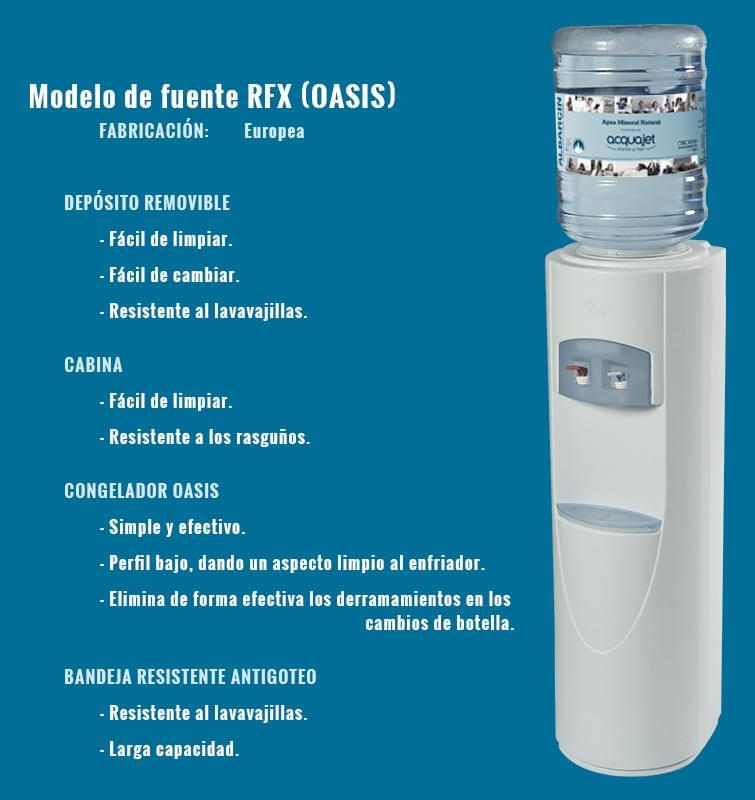 Modelo de fuente RFX (OASIS)
FABRICACIÓN: Europea
DEPÓSITO REMOVIBLE
- Fácil de limpiar.
- Fácil de cambiar.
- Resistente al lavavajillas.
CABINA
- Fácil de limpiar.
- Resistente a los rasguños.
CONGELADOR OASIS
- Simple y efectivo.
- Perfil bajo, dando un aspecto limpio al enfriador.
- Elimina de forma efectiva los derramamientos en los
cambios de botella.
BANDEJA RESISTENTE ANTIGOTEO
- Resistente al lavavajillas.
- Larga capacidad.
ALBARCIN
Agua Mineral Natural
acquajet